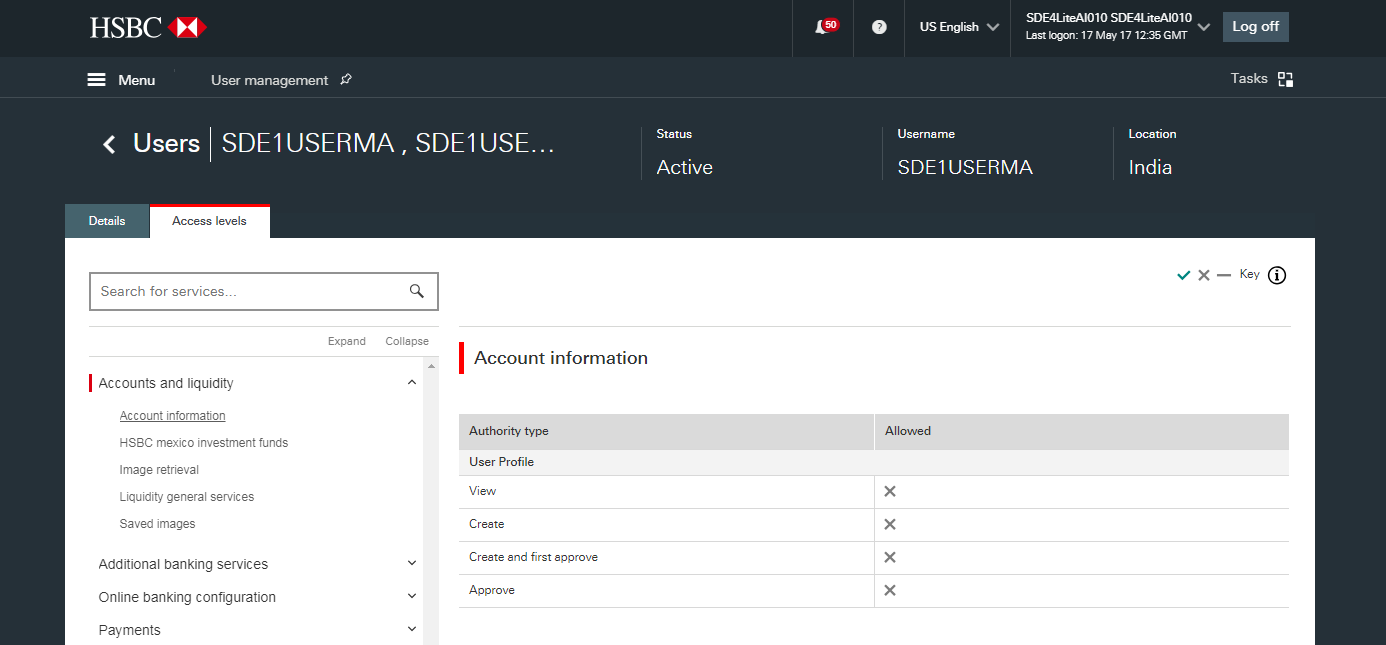 HSBC
50
?
US English
SDE4LiteAI010 SDE4LiteAI010
Last logon: 17 May 17 12:35 GMT
Log off
Menu
User management
Tasks
Users
SDE1USERMA , SDE1USE...
Status
Active
Username
SDE1USERMA
Location
India
Details
Access levels
Search for services...
Key
Expand
Collapse
Accounts and liquidity
Account information
HSBC mexico investment funds
Image retrieval
Liquidity general services
Saved images
Additional banking services
Online banking configuration
Payments
Account information
Authority type
Allowed
User Profile
View
Create
Create and first approve
Approve